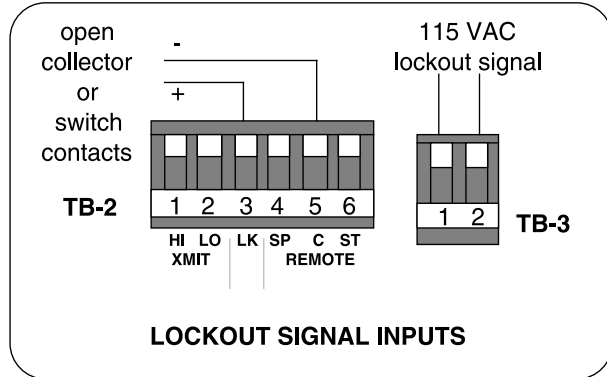 open
collector
or
switch
contacts
-
+
115 VAC
lockout signal
TB-2
1 2 3 4 5 6
HI LO LK SP C ST
XMIT REMOTE
1 2
TB-3
LOCKOUT SIGNAL INPUTS